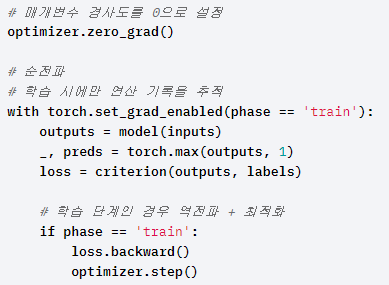 # 매개변수 경사도를 0으로 설정
optimizer.zero_grad()
# 순전파
# 학습 시에만 연산 기록을 추적
with torch.set_grad_enabled(phase == 'train'):
    outputs = model(inputs)
    _, preds = torch.max(outputs, 1)
    loss = criterion(outputs, labels)
    # 학습 단계인 경우 역전파 + 최적화
    if phase == 'train':
        loss.backward()
        optimizer.step()